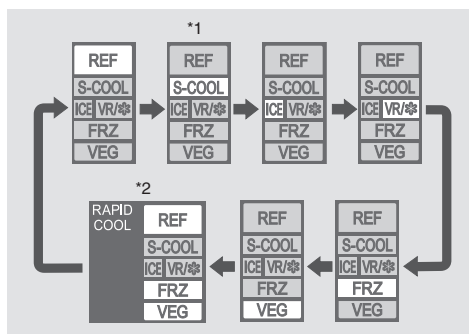 *1
REF
S-COOL
ICE VR/❄
FRZ
VEG
REF
S-COOL
ICE VR/❄
FRZ
VEG
REF
S-COOL
ICE VR/❄
FRZ
VEG
REF
S-COOL
ICE VR/❄
FRZ
VEG
*2
RAPID
COOL
REF
S-COOL
ICE VR/❄
FRZ
VEG
REF
S-COOL
ICE VR/❄
FRZ
VEG
REF
S-COOL
ICE VR/❄
FRZ
VEG